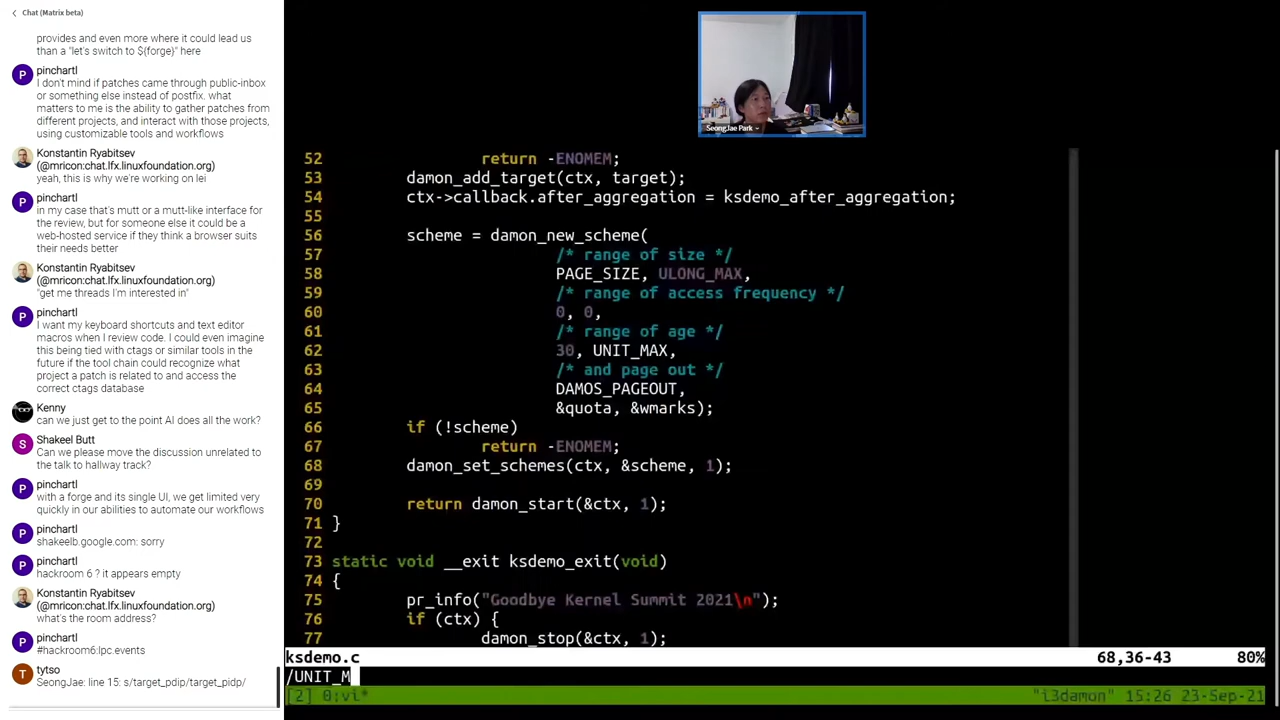 Chat (Matrix beta)
provides and even more where it could lead us
than a "let's switch to ${forge}" here
P
pinchartl
I don't mind if patches came through public-inbox
or something else instead of postfix. what
matters to me is the ability to gather patches from
different projects, and interact with those projects,
using customizable tools and workflows
Konstantin Ryabitsev
(@mricon:chat.lfx.linuxfoundation.org)
yeah, this is why we're working on lei
P
pinchartl
in my case that's mutt or a mutt-like interface for
the review, but for someone else it could be a
web-hosted service if they think a browser suits
their needs better
Konstantin Ryabitsev
(@mricon:chat.lfx.linuxfoundation.org)
"get me threads I'm interested in"
P
pinchartl
I want my keyboard shortcuts and text editor
macros when I review code. I could even imagine
this being tied with ctags or similar tools in the
future if the tool chain could recognize what
project a patch is related to and access the
correct ctags database
Kenny
can we just get to the point AI does all the work?
S
Shakeel Butt
Can we please move the discussion unrelated to
the talk to hallway track?
P
pinchartl
with a forge and its single UI, we get limited very
quickly in our abilities to automate our workflows
P
pinchartl
shakeelb.google.com: sorry
P
pinchartl
hackroom 6 ? it appears empty
Konstantin Ryabitsev
(@mricon:chat.lfx.linuxfoundation.org)
what's the room address?
P
pinchartl
#hackroom6:lpc.events
T
tytso
SeongJae: line 15: s/target_pdip/target_pidp/
SeongJae Park
52 return -ENOMEM;
53 damon_add_target(ctx, target);
54 ctx->callback.after_aggregation = ksdemo_after_aggregation;
55
56 scheme = damon_new_scheme(
57 /* range of size */
58 PAGE_SIZE, ULONG_MAX,
59 /* range of access frequency */
60 0, 0,
61 /* range of age */
62 30, UNIT_MAX,
63 /* and page out */
64 DAMOS_PAGEOUT,
65 &quota, &wmarks);
66 if (!scheme)
67 return -ENOMEM;
68 damon_set_schemes(ctx, &scheme, 1);
69
70 return damon_start(&ctx, 1);
71 }
72
73 static void __exit ksdemo_exit(void)
74 {
75 pr_info("Goodbye Kernel Summit 2021\n");
76 if (ctx) {
77 damon_stop(&ctx, 1);
ksdemo.c 68,36-43 80%
/UNIT_M
[2] 0:vi* "i3damon" 15:26 23-Sep-21